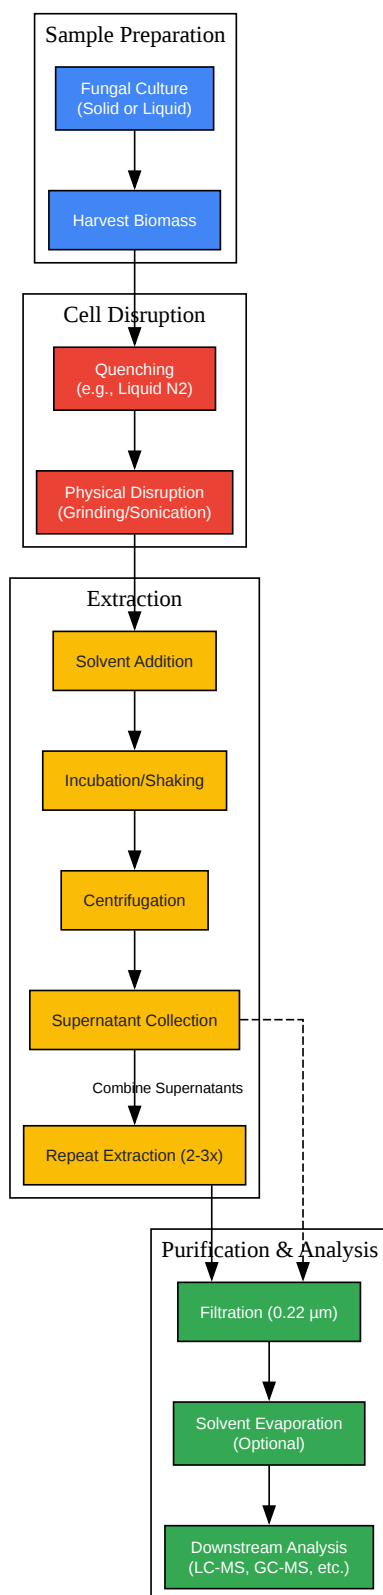 Sample Preparation
Fungal Culture
(Solid or Liquid)
Harvest Biomass
Cell Disruption
Quenching
(e.g., Liquid N2)
Physical Disruption
(Grinding/Sonication)
Extraction
Solvent Addition
Incubation/Shaking
Centrifugation
Supernatant Collection
Combine Supernatants
Repeat Extraction (2-3x)
Purification & Analysis
Filtration (0.22 µm)
Solvent Evaporation
(Optional)
Downstream Analysis
(LC-MS, GC-MS, etc.)